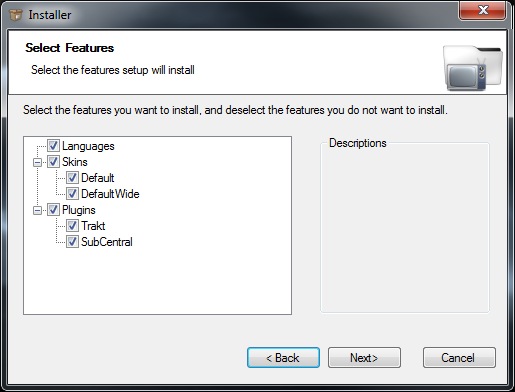 Installer
Select Features
Select the features setup will install
Select the features you want to install, and deselect the features you do not want to install.
Languages
Skins
Default
DefaultWide
Plugins
Trakt
SubCentral
Descriptions
< Back
Next>
Cancel